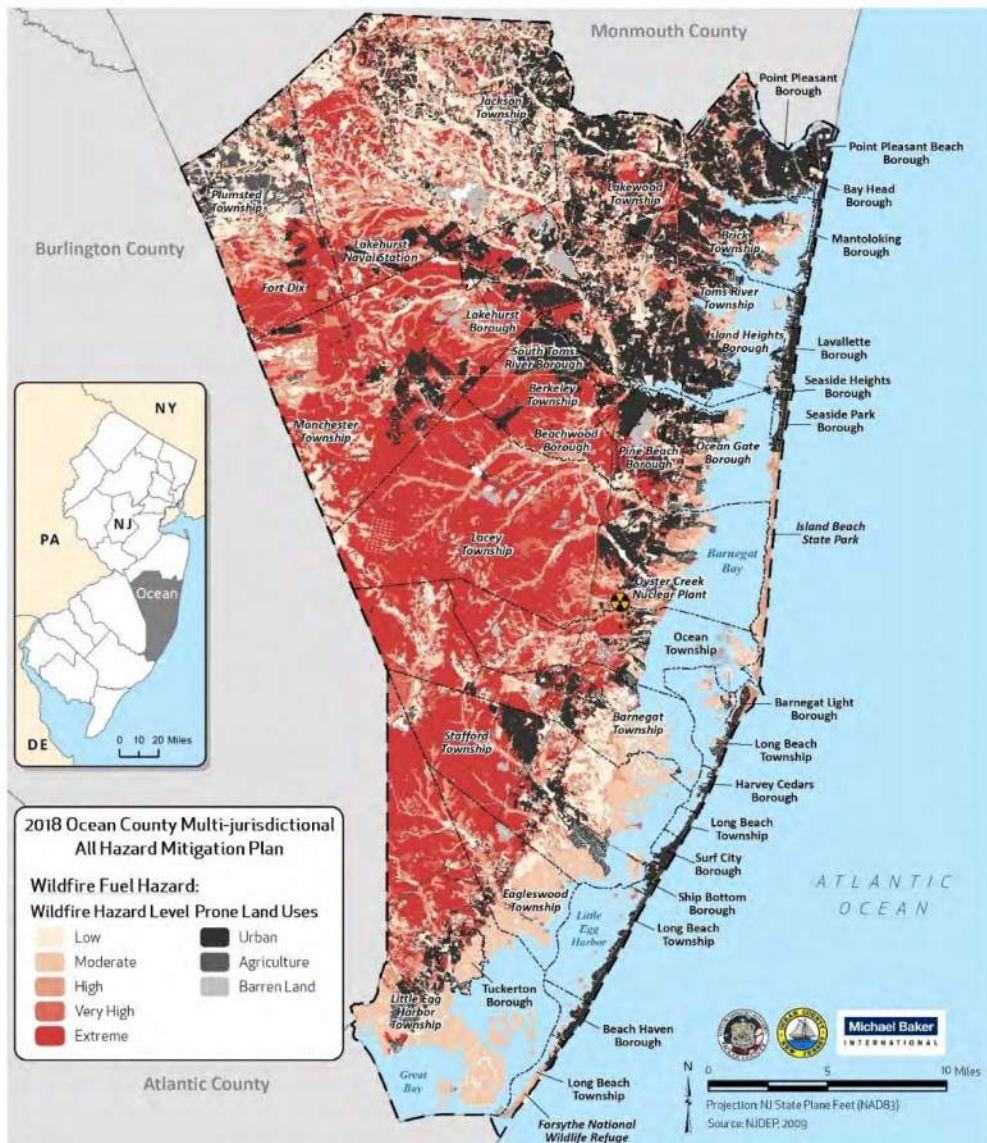 Monmouth County
Point Pleasant
Borough
Jackson
Township
Point Pleasant Beach
Borough
Plumsted
Township
Lakewood
Township
Bay Head
Borough
Burlington County
Lakehurst
Naval Station
Brick
Township
Mantoloking
Borough
Fort Dix
Toms River
Township
Lakehurst
Borough
Island Heights
Borough
Lavallette
Borough
South Toms
River Borough
Seaside Heights
Borough
Berkeley
Township
Manchester
Township
Beachwood
Borough
Pine Beach
Borough
Ocean Gate
Borough
Seaside Park
Borough
NY
PA
NJ
Ocean
DE
0 10 20 Miles
Lacey
Township
Island Beach
State Park
Barnegat
Bay
Oyster Creek
Nuclear Plant
Ocean
Township
Barnegat Light
Borough
Stafford
Township
Barnegat
Township
Long Beach
Township
Harvey Cedars
Borough
Long Beach
Township
Surf City
Borough
Eagleswood
Township
Ship Bottom
Borough
Little
Egg
Harbor
Long Beach
Township
ATLANTIC
OCEAN
Tuckerton
Borough
Little Egg
Harbor
Township
Beach Haven
Borough
Great
Bay
Long Beach
Township
Forsythe National
Wildlife Refuge
Atlantic County
2018 Ocean County Multi-jurisdictional
All Hazard Mitigation Plan
Wildfire Fuel Hazard:
Wildfire Hazard Level Prone Land Uses
Low Urban
Moderate Agriculture
High Barren Land
Very High
Extreme
Michael Baker
INTERNATIONAL
N
0 5 10 Miles
Projection: NJ State Plane Feet (NAD83)
Source: NJDEP, 2009